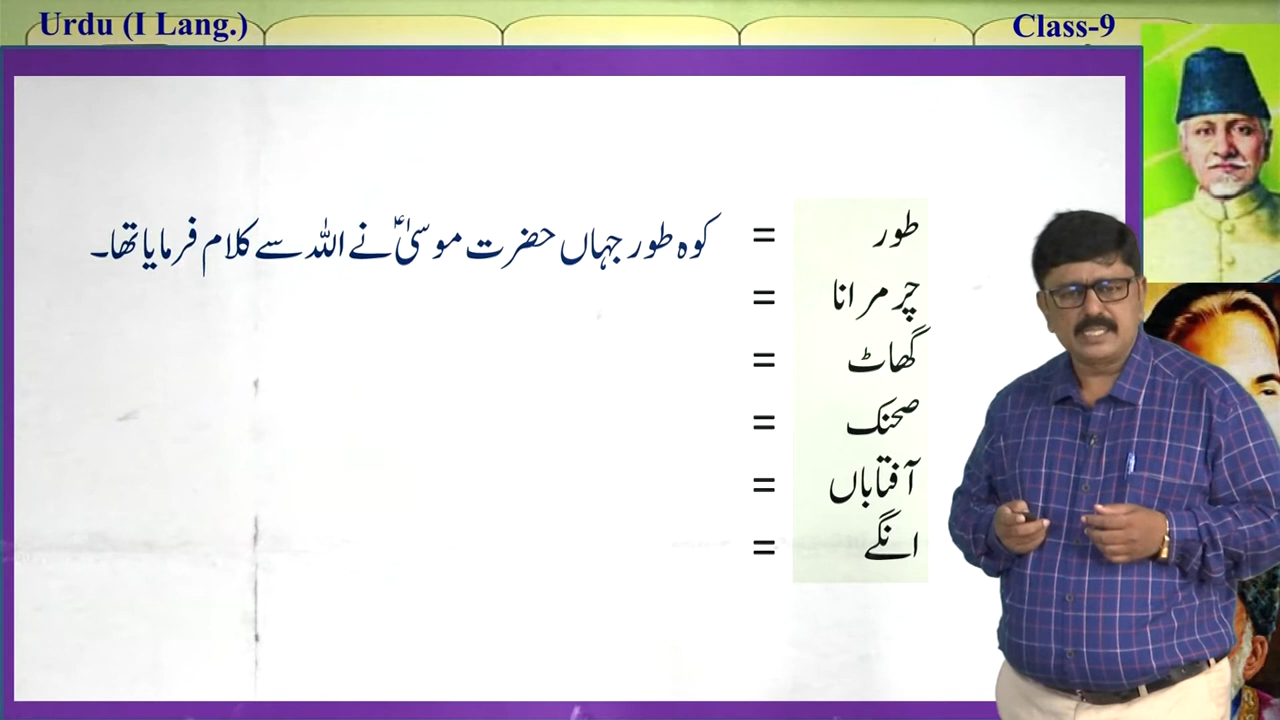 Urdu (I Lang.) Class-9
طور = کوہ طور جہاں حضرت موسیٰؑ نے اللہ سے کلام فرمایا تھا۔
چرمرانا =
گھاٹ =
صحنک =
آفتاباں =
انگے =